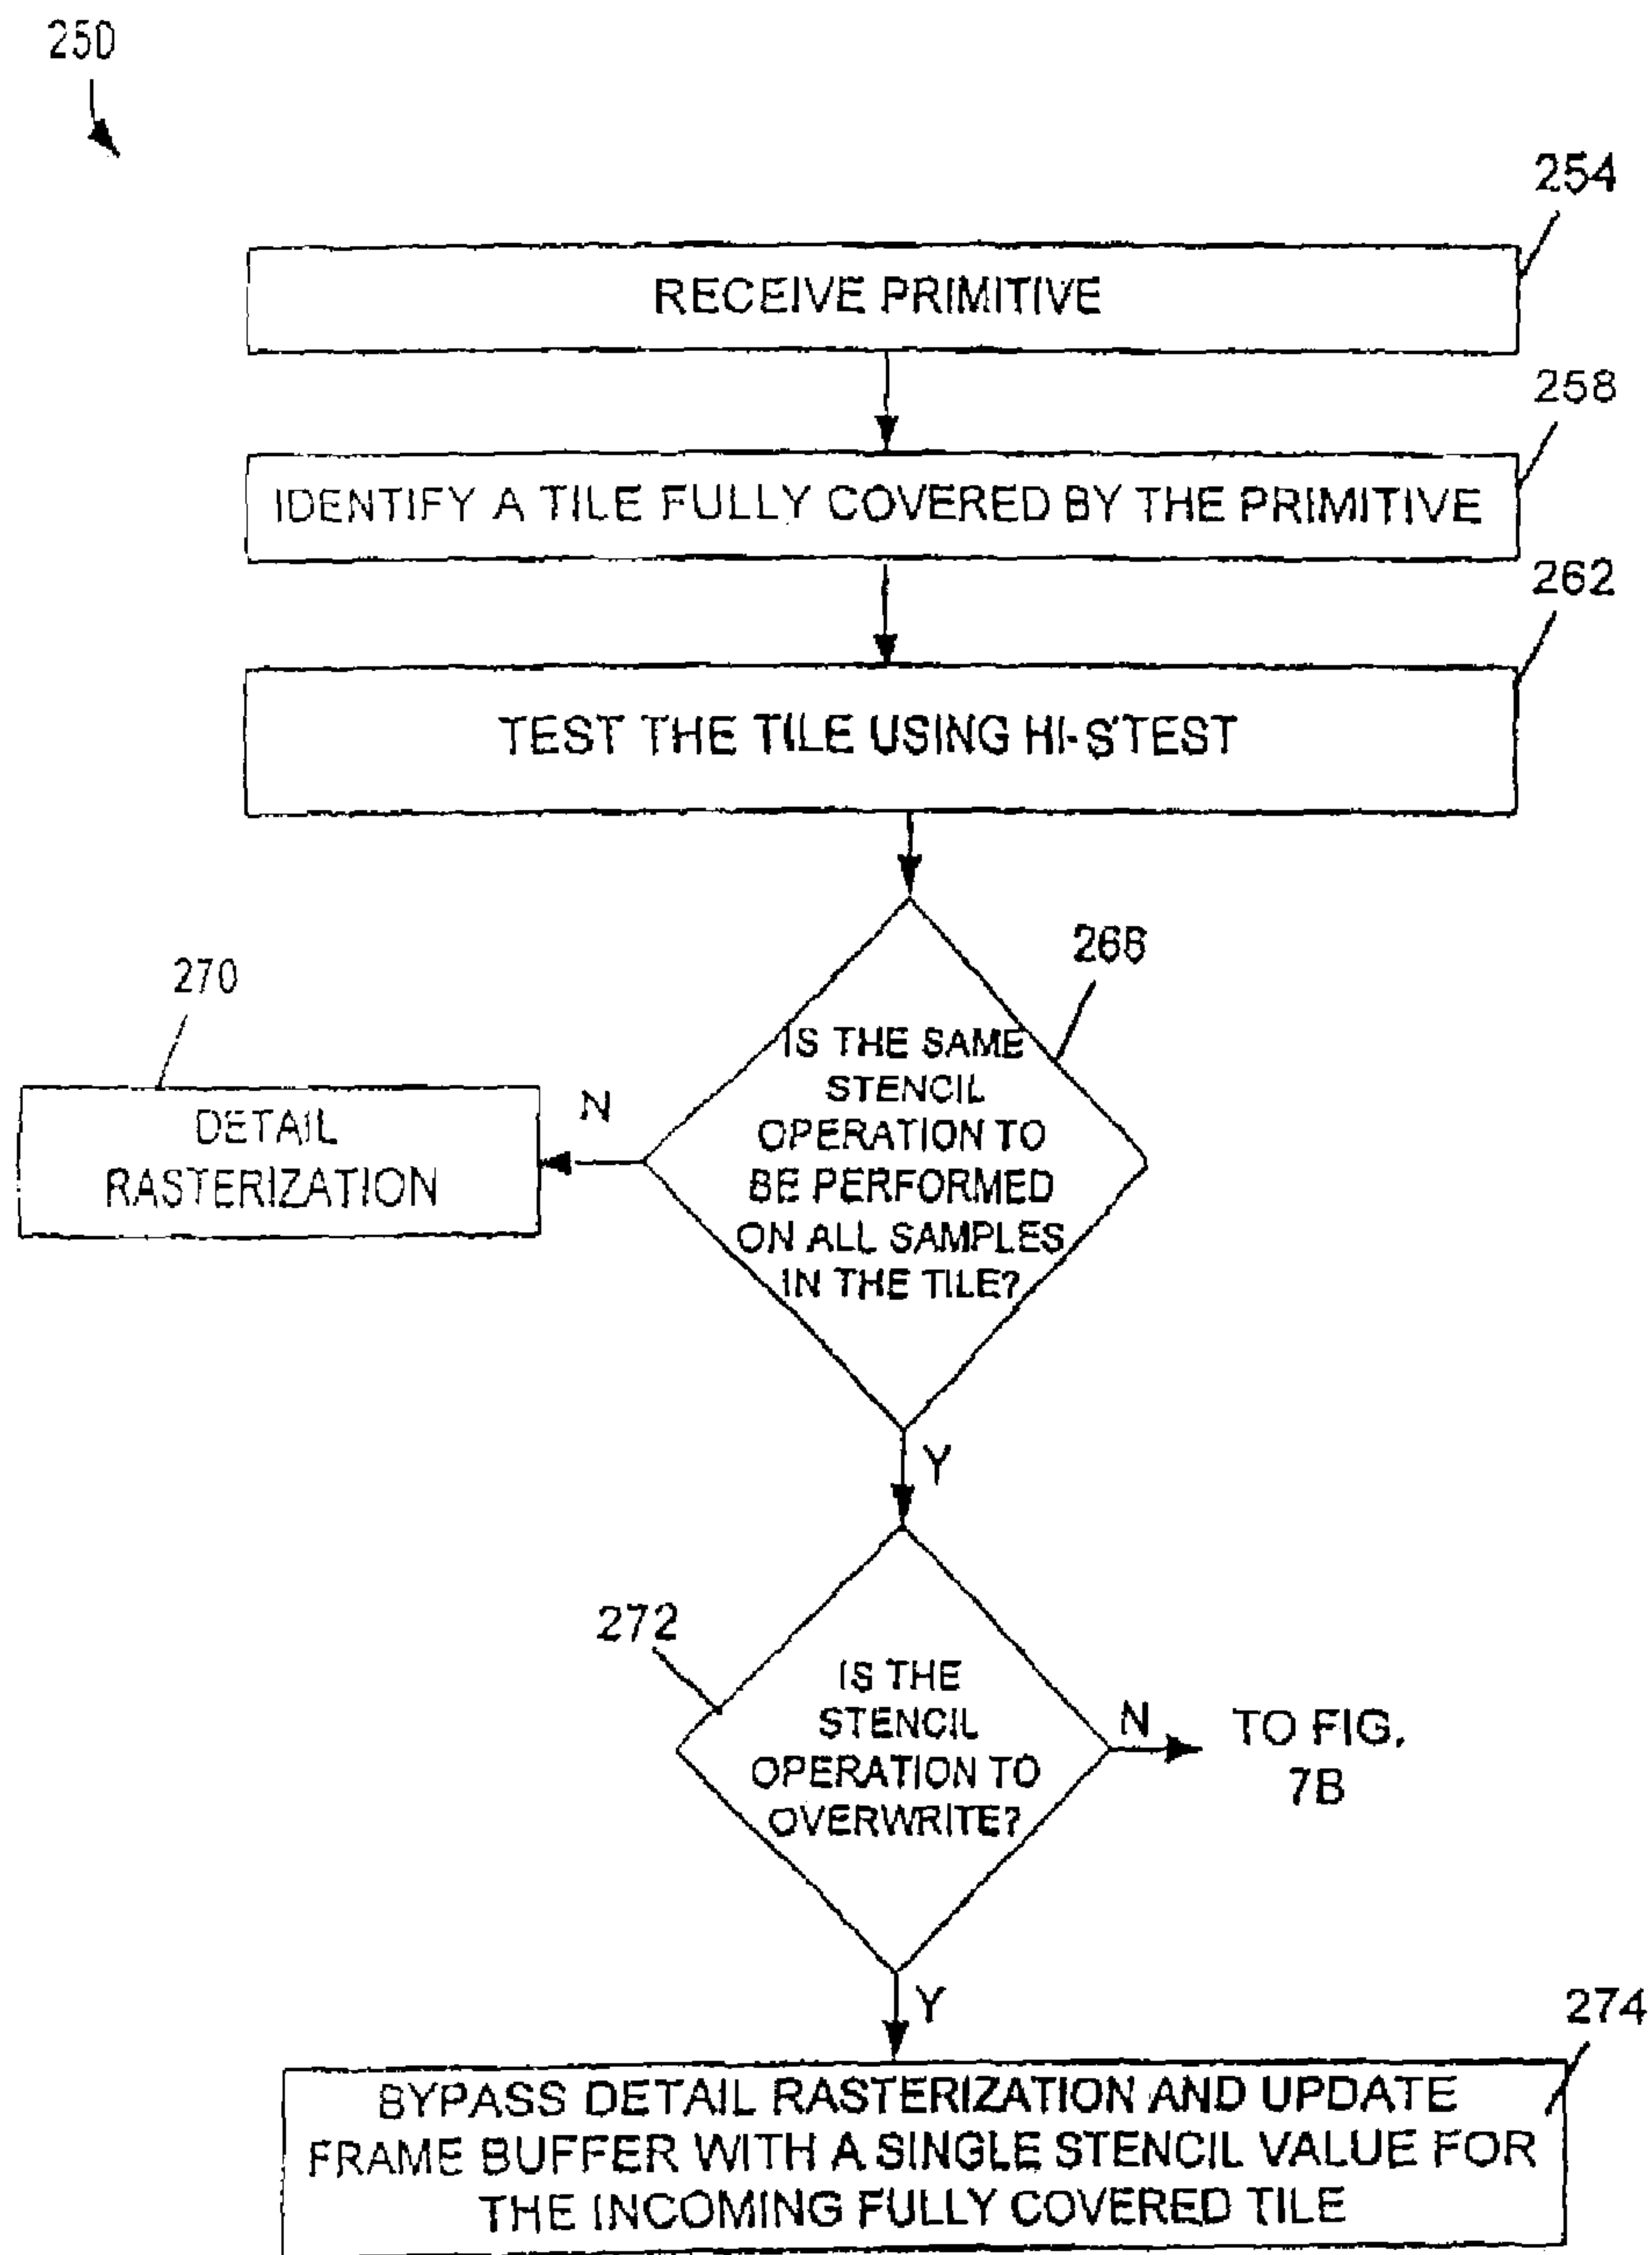 250
254
RECEIVE PRIMITIVE
258
IDENTIFY A TILE FULLY COVERED BY THE PRIMITIVE
262
TEST THE TILE USING HI-STEST
266
270
IS THE SAME
STENCIL
OPERATION TO
BE PERFORMED
ON ALL SAMPLES
IN THE TILE?
N
DETAIL
RASTERIZATION
Y
272
IS THE
STENCIL
OPERATION TO
OVERWRITE?
N
TO FIG.
7B
Y
274
BYPASS DETAIL RASTERIZATION AND UPDATE
FRAME BUFFER WITH A SINGLE STENCIL VALUE FOR
THE INCOMING FULLY COVERED TILE